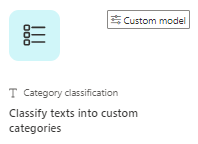 Custom model
Category classification
Classify texts into custom
categories